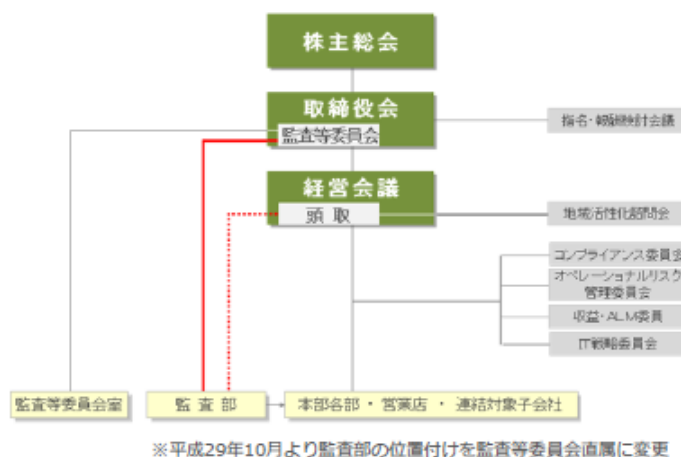 株主総会
取締役会
監査等委員会
指名・報酬検討会議
経営会議
頭取
地域活性化諮問会
コンプライアンス委員会
オペレーショナルリスク
管理委員会
収益・ALM委員
IT戦略委員会
監査等委員会室
監査部
本部各部・営業店・連結対象子会社
※平成29年10月より監査部の位置付けを監査等委員会直属に変更